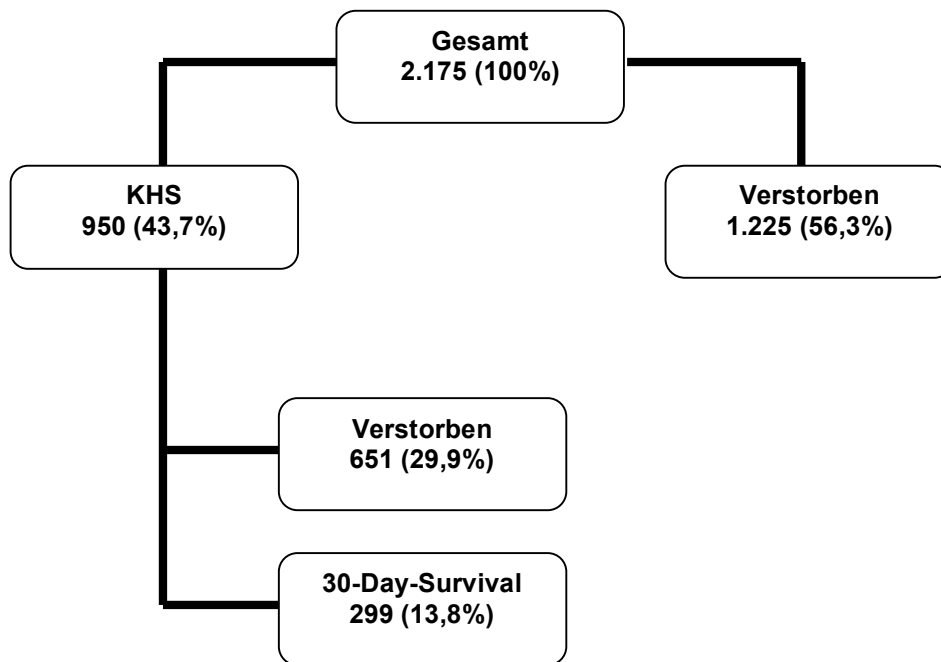 Gesamt
2.175 (100%)
KHS
950 (43,7%)
Verstorben
1.225 (56,3%)
Verstorben
651 (29,9%)
30-Day-Survival
299 (13,8%)